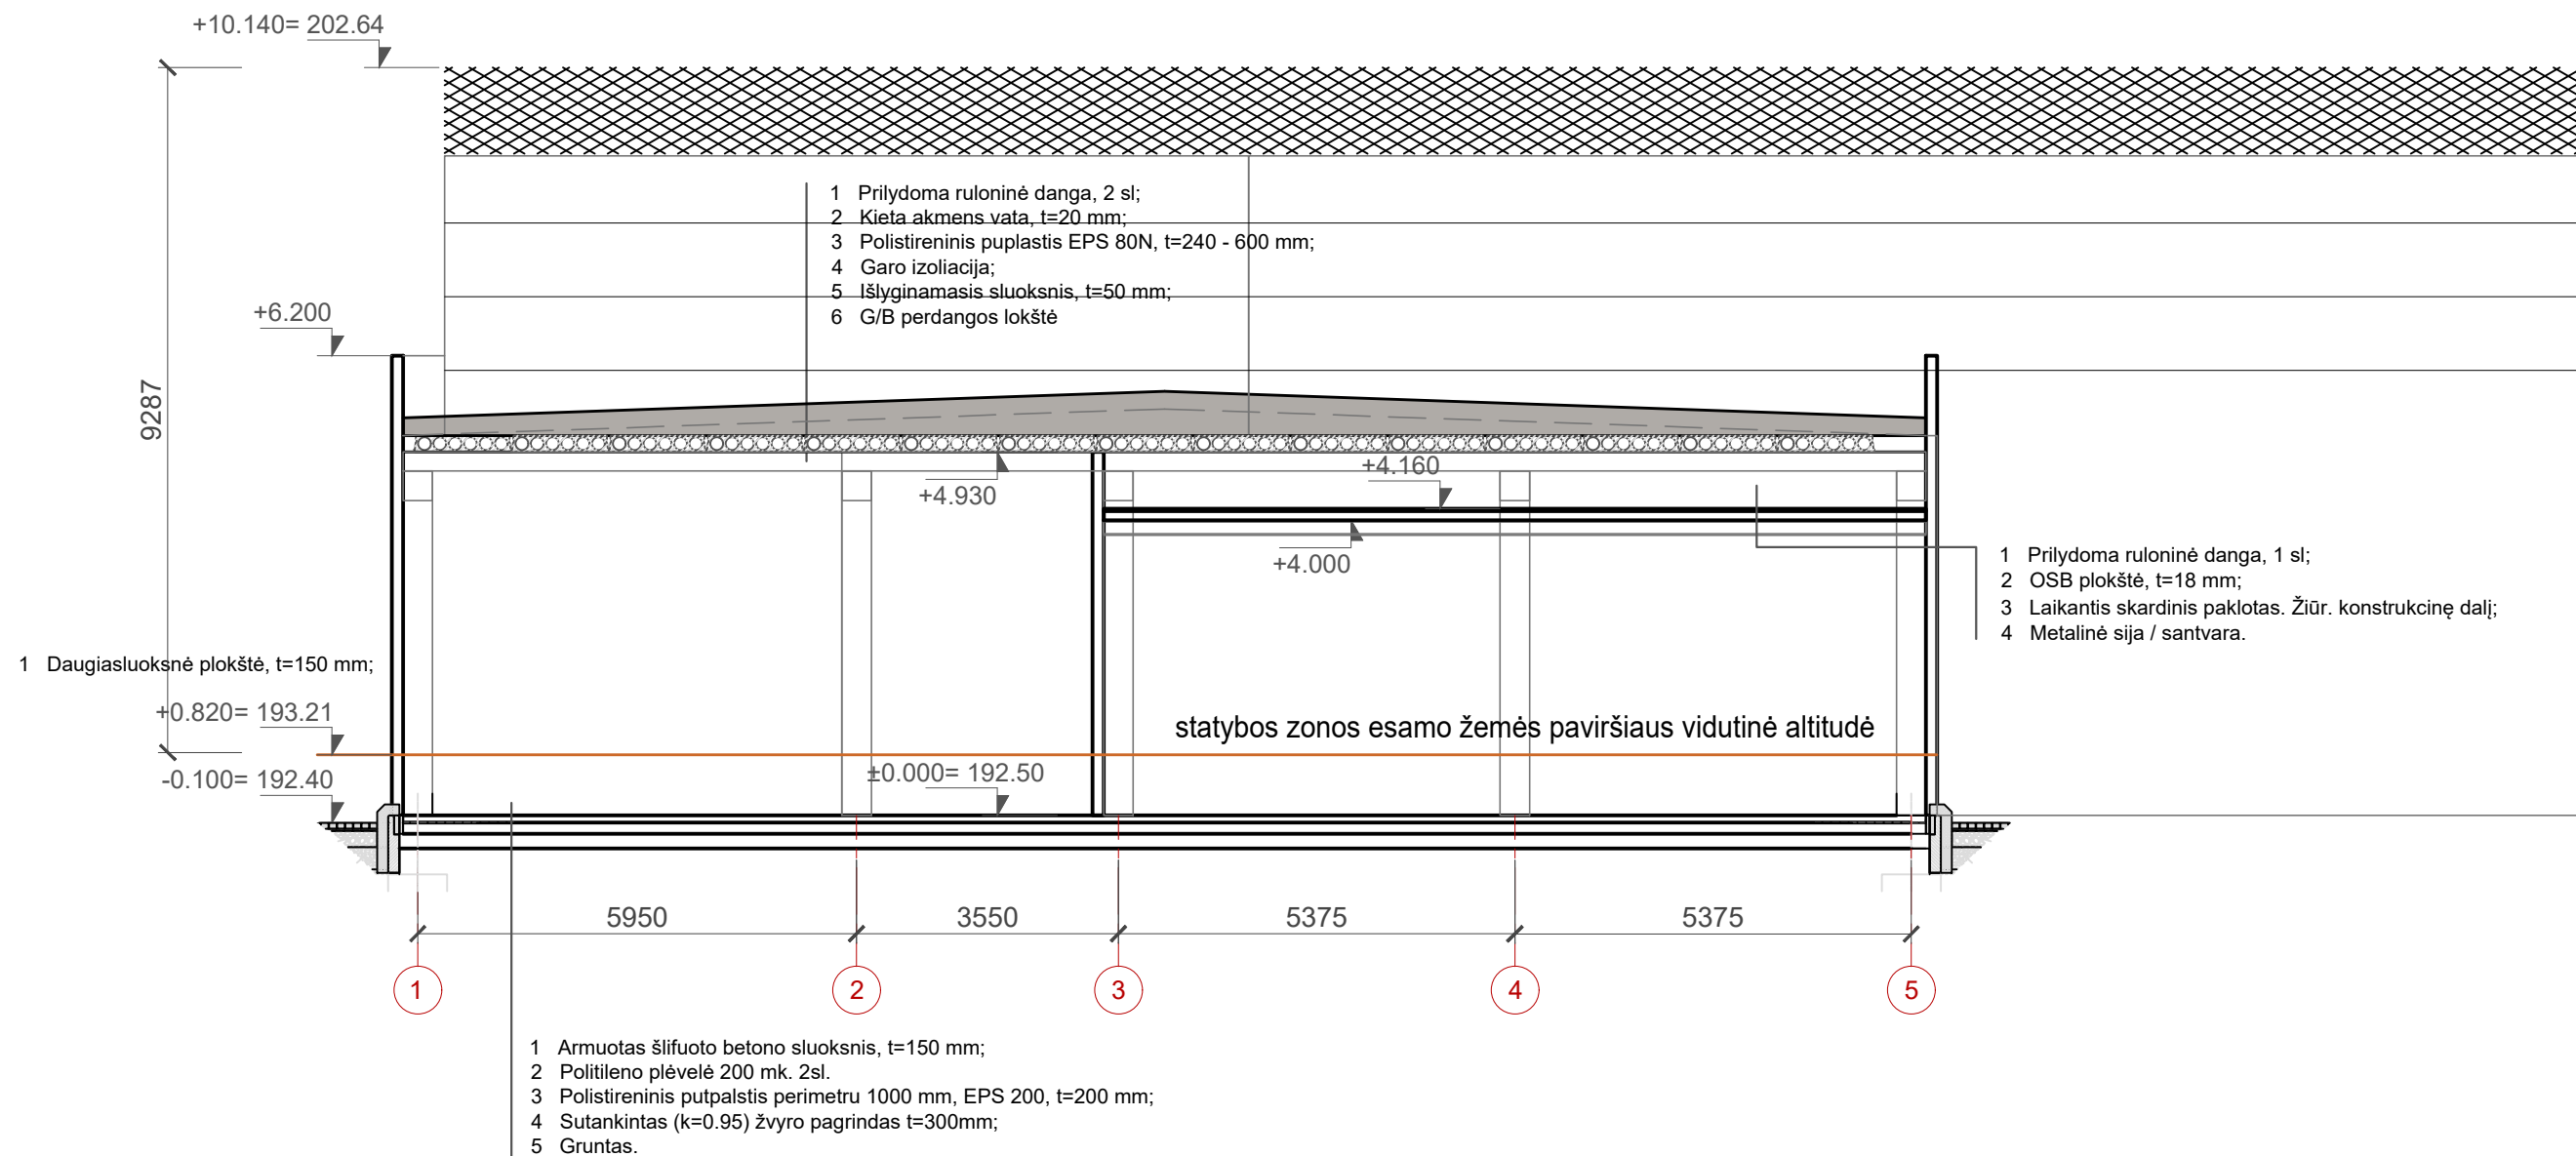 +10.140= 202.64
1 Prilydoma ruloninė danga, 2 sl;
2 Kieta akmens vata, t=20 mm;
3 Polistireninis puplastis EPS 80N, t=240 - 600 mm;
4 Garo izoliacija;
5 Išlyginamasis sluoksnis, t=50 mm;
6 G/B perdangos lokštė
+6.200
9287
+4.930
+4.160
+4.000
1 Prilydoma ruloninė danga, 1 sl;
2 OSB plokštė, t=18 mm;
3 Laikantis skardinis paklotas. Žiūr. konstrukcinę dalį;
4 Metalinė sija / santvara.
1 Daugiasluoksnė plokštė, t=150 mm;
+0.820= 193.21
statybos zonos esamo žemės paviršiaus vidutinė altitudė
-0.100= 192.40
±0.000= 192.50
5950
3550
5375
5375
1
2
3
4
5
1 Armuotas šlifuoto betono sluoksnis, t=150 mm;
2 Politileno plėvelė 200 mk. 2sl.
3 Polistireninis putpalstis perimetru 1000 mm, EPS 200, t=200 mm;
4 Sutankintas (k=0.95) žvyro pagrindas t=300mm;
5 Gruntas.